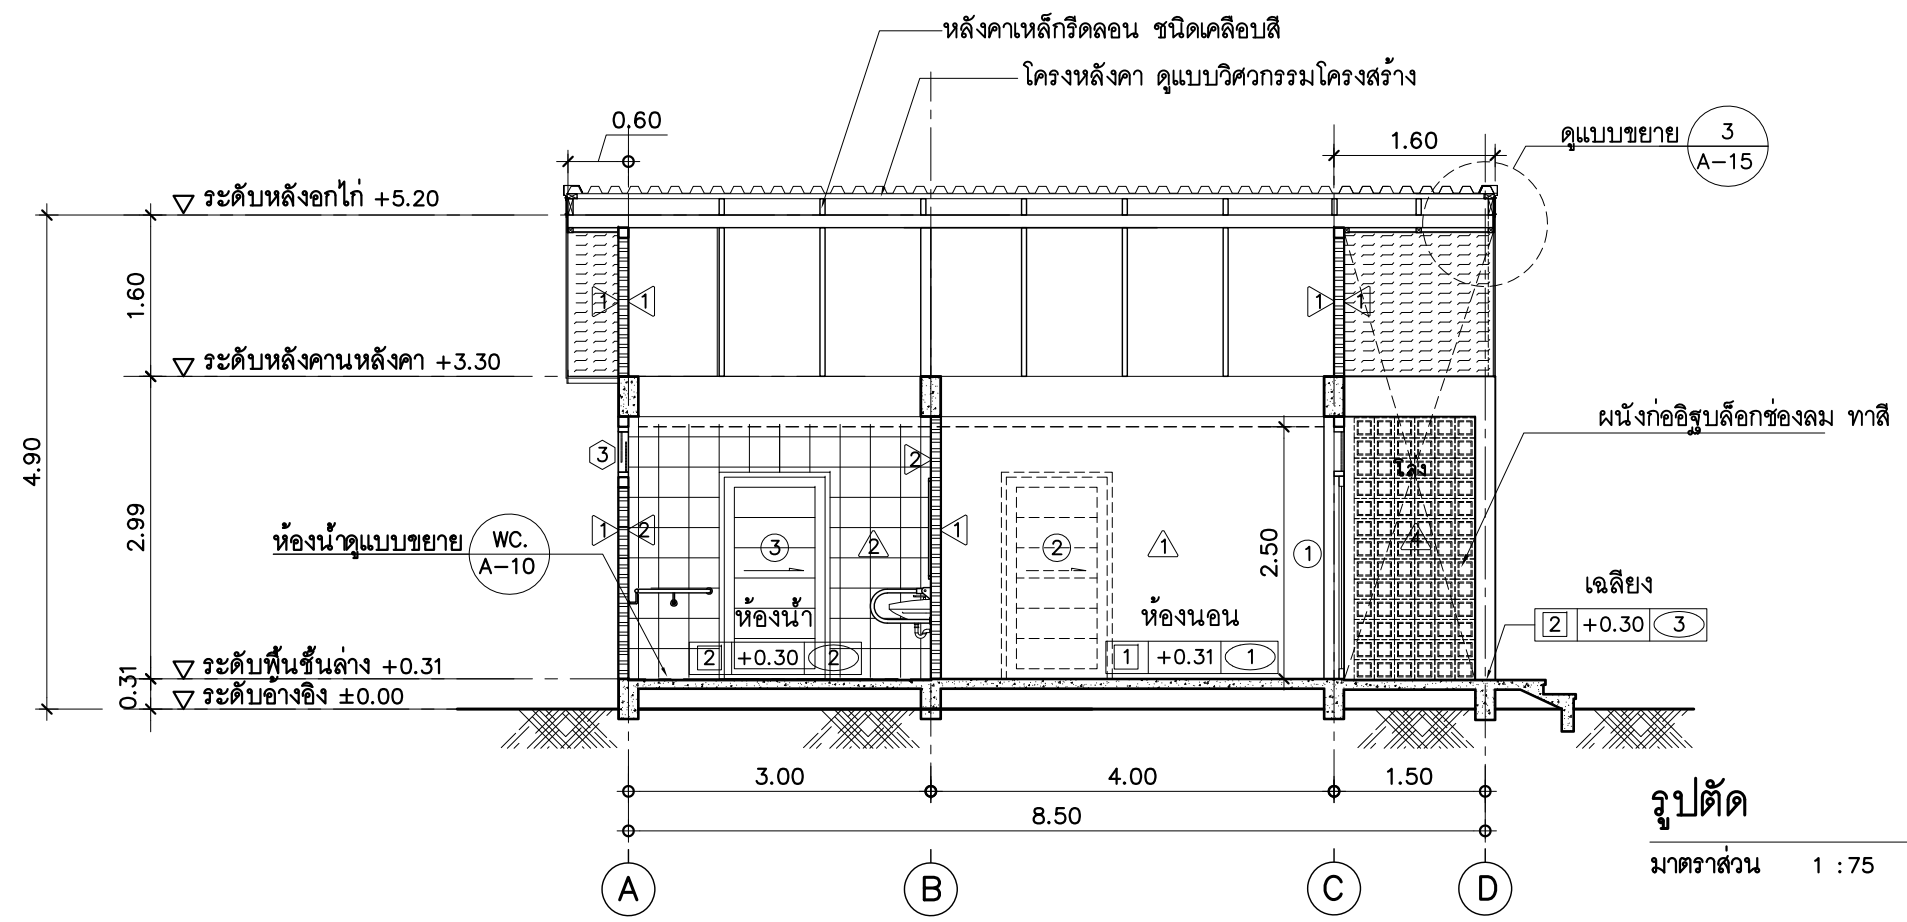 หลังคาเหล็กรีดลอน ชนิดเคลือบสี
โครงหลังคา ดูแบบวิศวกรรมโครงสร้าง
0.60
1.60
ดูแบบขยาย
3
A-15
ระดับหลังอกไก่ +5.20
1.60
1
1
1
1
ระดับหลังคานหลังคา +3.30
4.90
2.99
ผนังก่ออิฐบล็อกช่องลม ทาสี
3
2
โล่ง
ห้องน้ำดูแบบขยาย
WC.
A-10
1
2
3
2
1
2
1
2.50
1
4
เฉลียง
2
+0.30
3
ห้องน้ำ
2
+0.30
2
ห้องนอน
1
+0.31
1
ระดับพื้นชั้นล่าง +0.31
0.31
ระดับอ้างอิง ±0.00
3.00
4.00
1.50
8.50
A
B
C
D
รูปตัด
มาตราส่วน 1 : 75